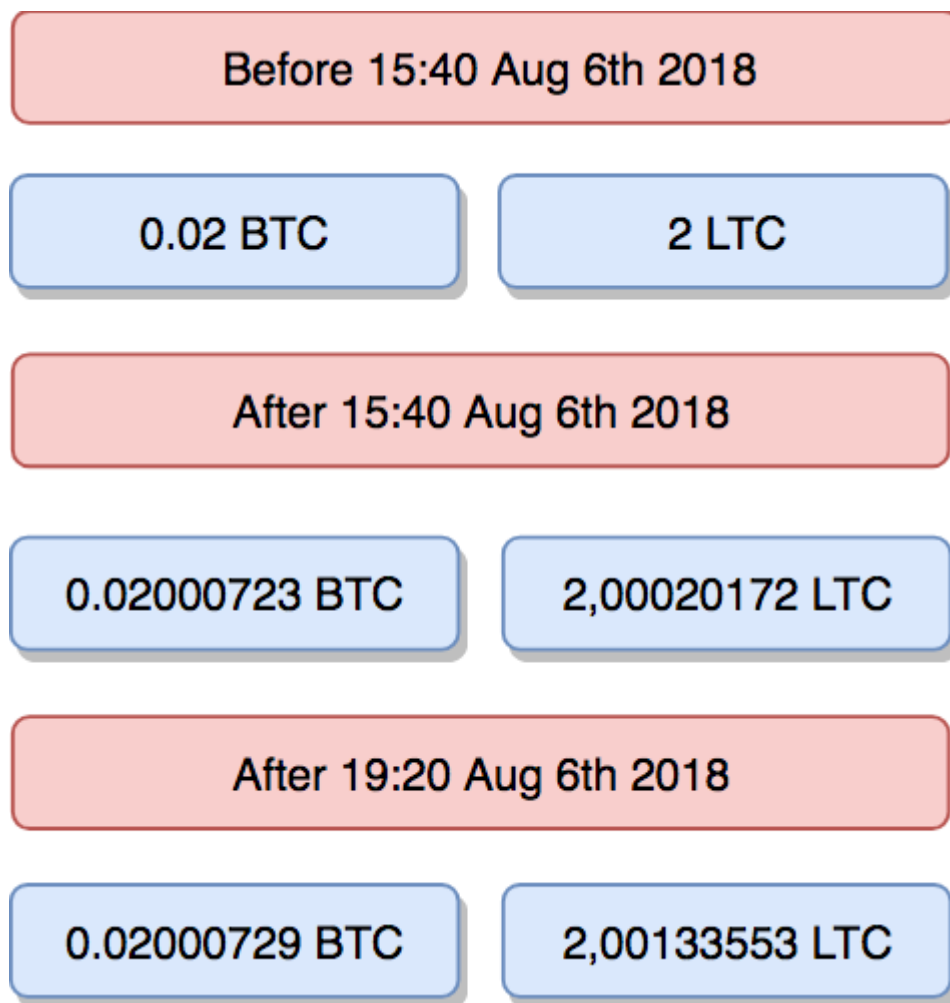 Before 15:40 Aug 6th 2018
0.02 BTC
2 LTC
After 15:40 Aug 6th 2018
0.02000723 BTC
2,00020172 LTC
After 19:20 Aug 6th 2018
0.02000729 BTC
2,00133553 LTC